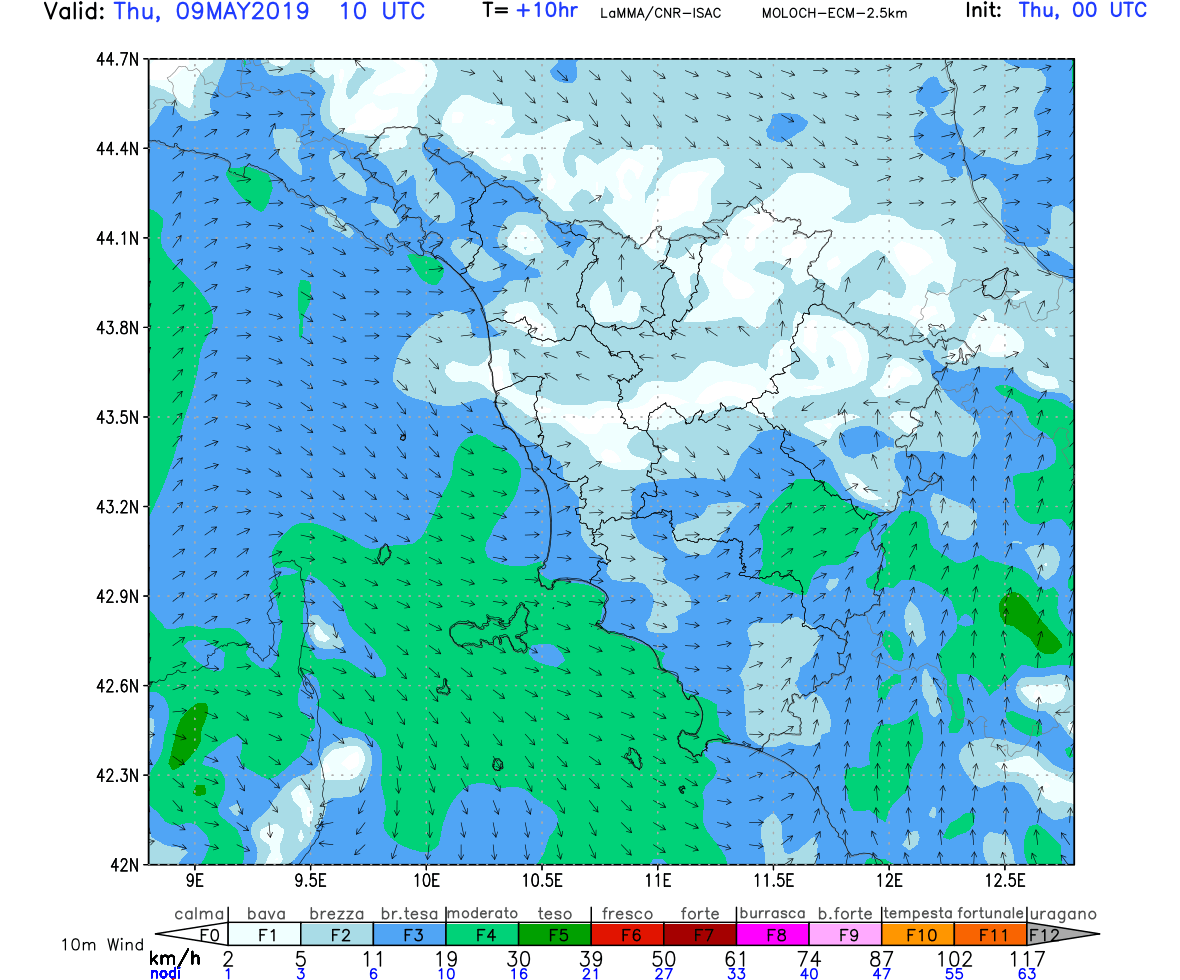 Valid: Thu, 09MAY2019 10 UTC T= +10hr LaMMA/CNR-ISAC MOLOCH-ECM-2.5km Init: Thu, 00 UTC
44.7N
44.4N
44.1N
43.8N
43.5N
43.2N
42.9N
42.6N
42.3N
42N
9E 9.5E 10E 10.5E 11E 11.5E 12E 12.5E
calma bava brezza br.tesa moderato teso fresco forte burrasca b.forte tempesta fortunale uragano
F0 F1 F2 F3 F4 F5 F6 F7 F8 F9 F10 F11 F12
10m Wind
km/h 2 5 11 19 30 39 50 61 74 87 102 117
nodi 1 3 6 10 16 21 27 33 40 47 55 63